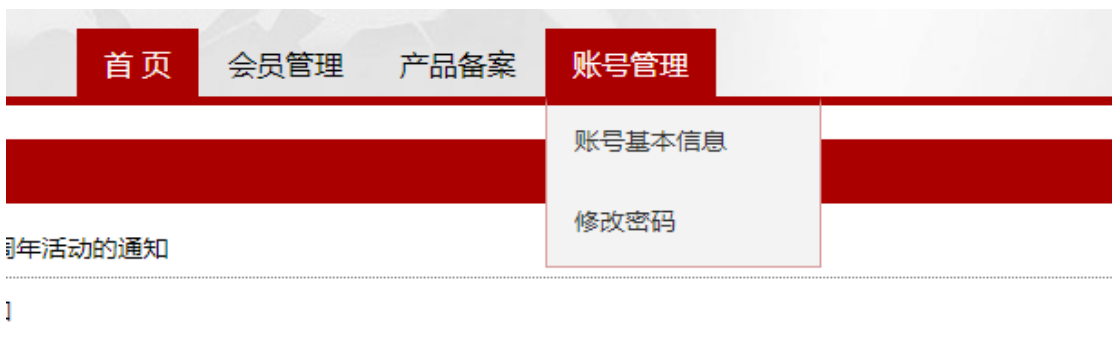 首 页 会员管理 产品备案 账号管理
账号基本信息
修改密码
年活动的通知